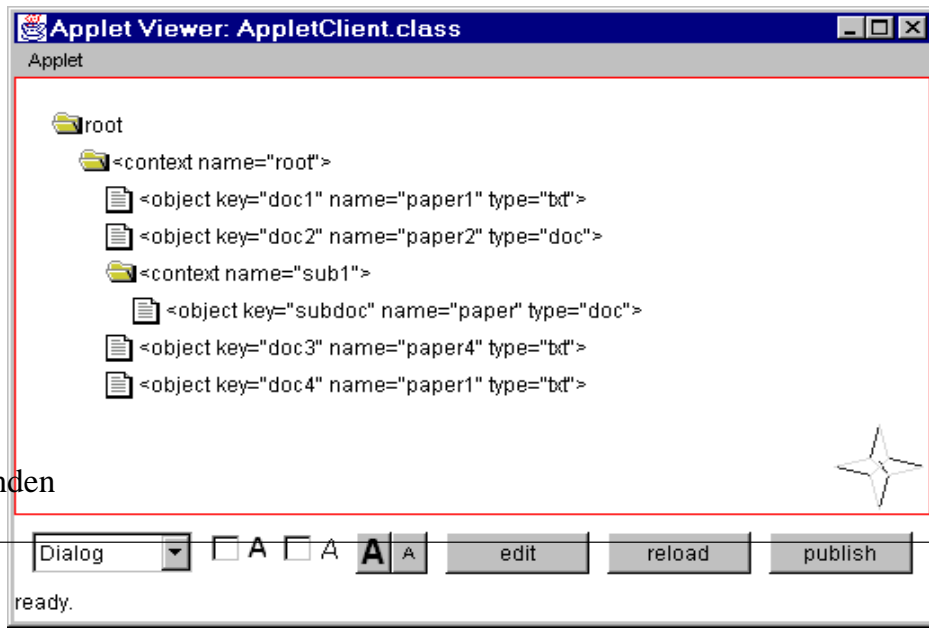 Applet Viewer: AppletClient.class
Applet
root
<context name="root">
<object key="doc1" name="paper1" type="txt">
<object key="doc2" name="paper2" type="doc">
<context name="sub1">
<object key="subdoc" name="paper" type="doc">
<object key="doc3" name="paper4" type="txt">
<object key="doc4" name="paper1" type="txt">
nden
Dialog A A A A edit reload publish
ready.